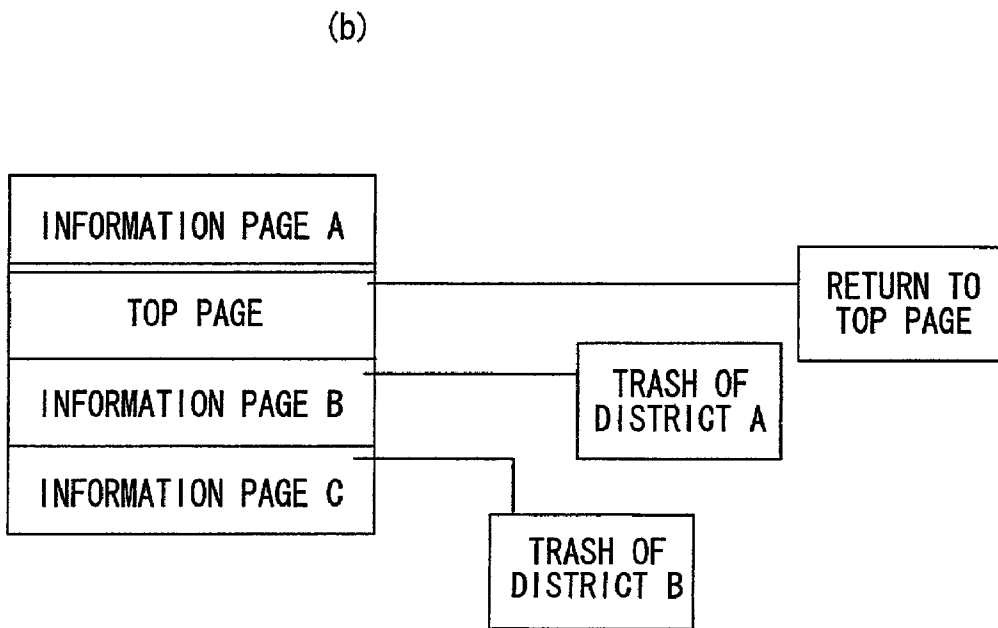 (b)
INFORMATION PAGE A
TOP PAGE
RETURN TO
TOP PAGE
INFORMATION PAGE B
TRASH OF
DISTRICT A
INFORMATION PAGE C
TRASH OF
DISTRICT B